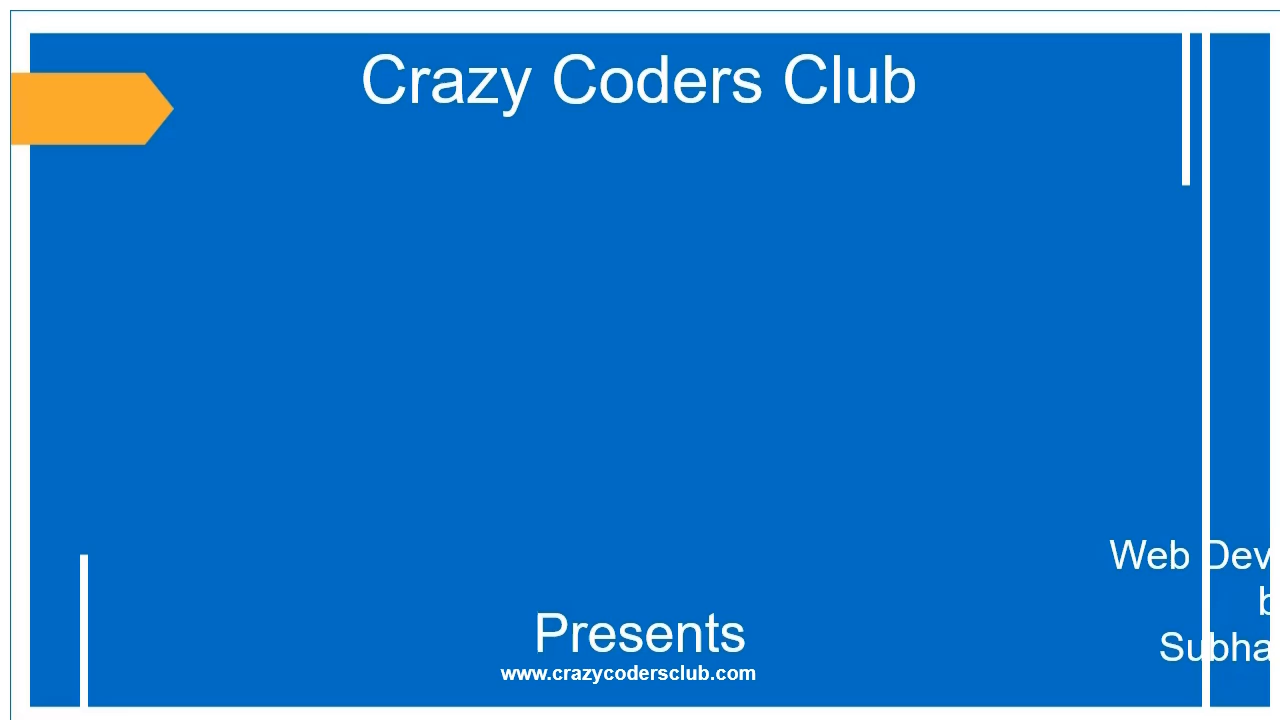 Crazy Coders Club
Web Dev
b
Subha
Presents
www.crazycodersclub.com